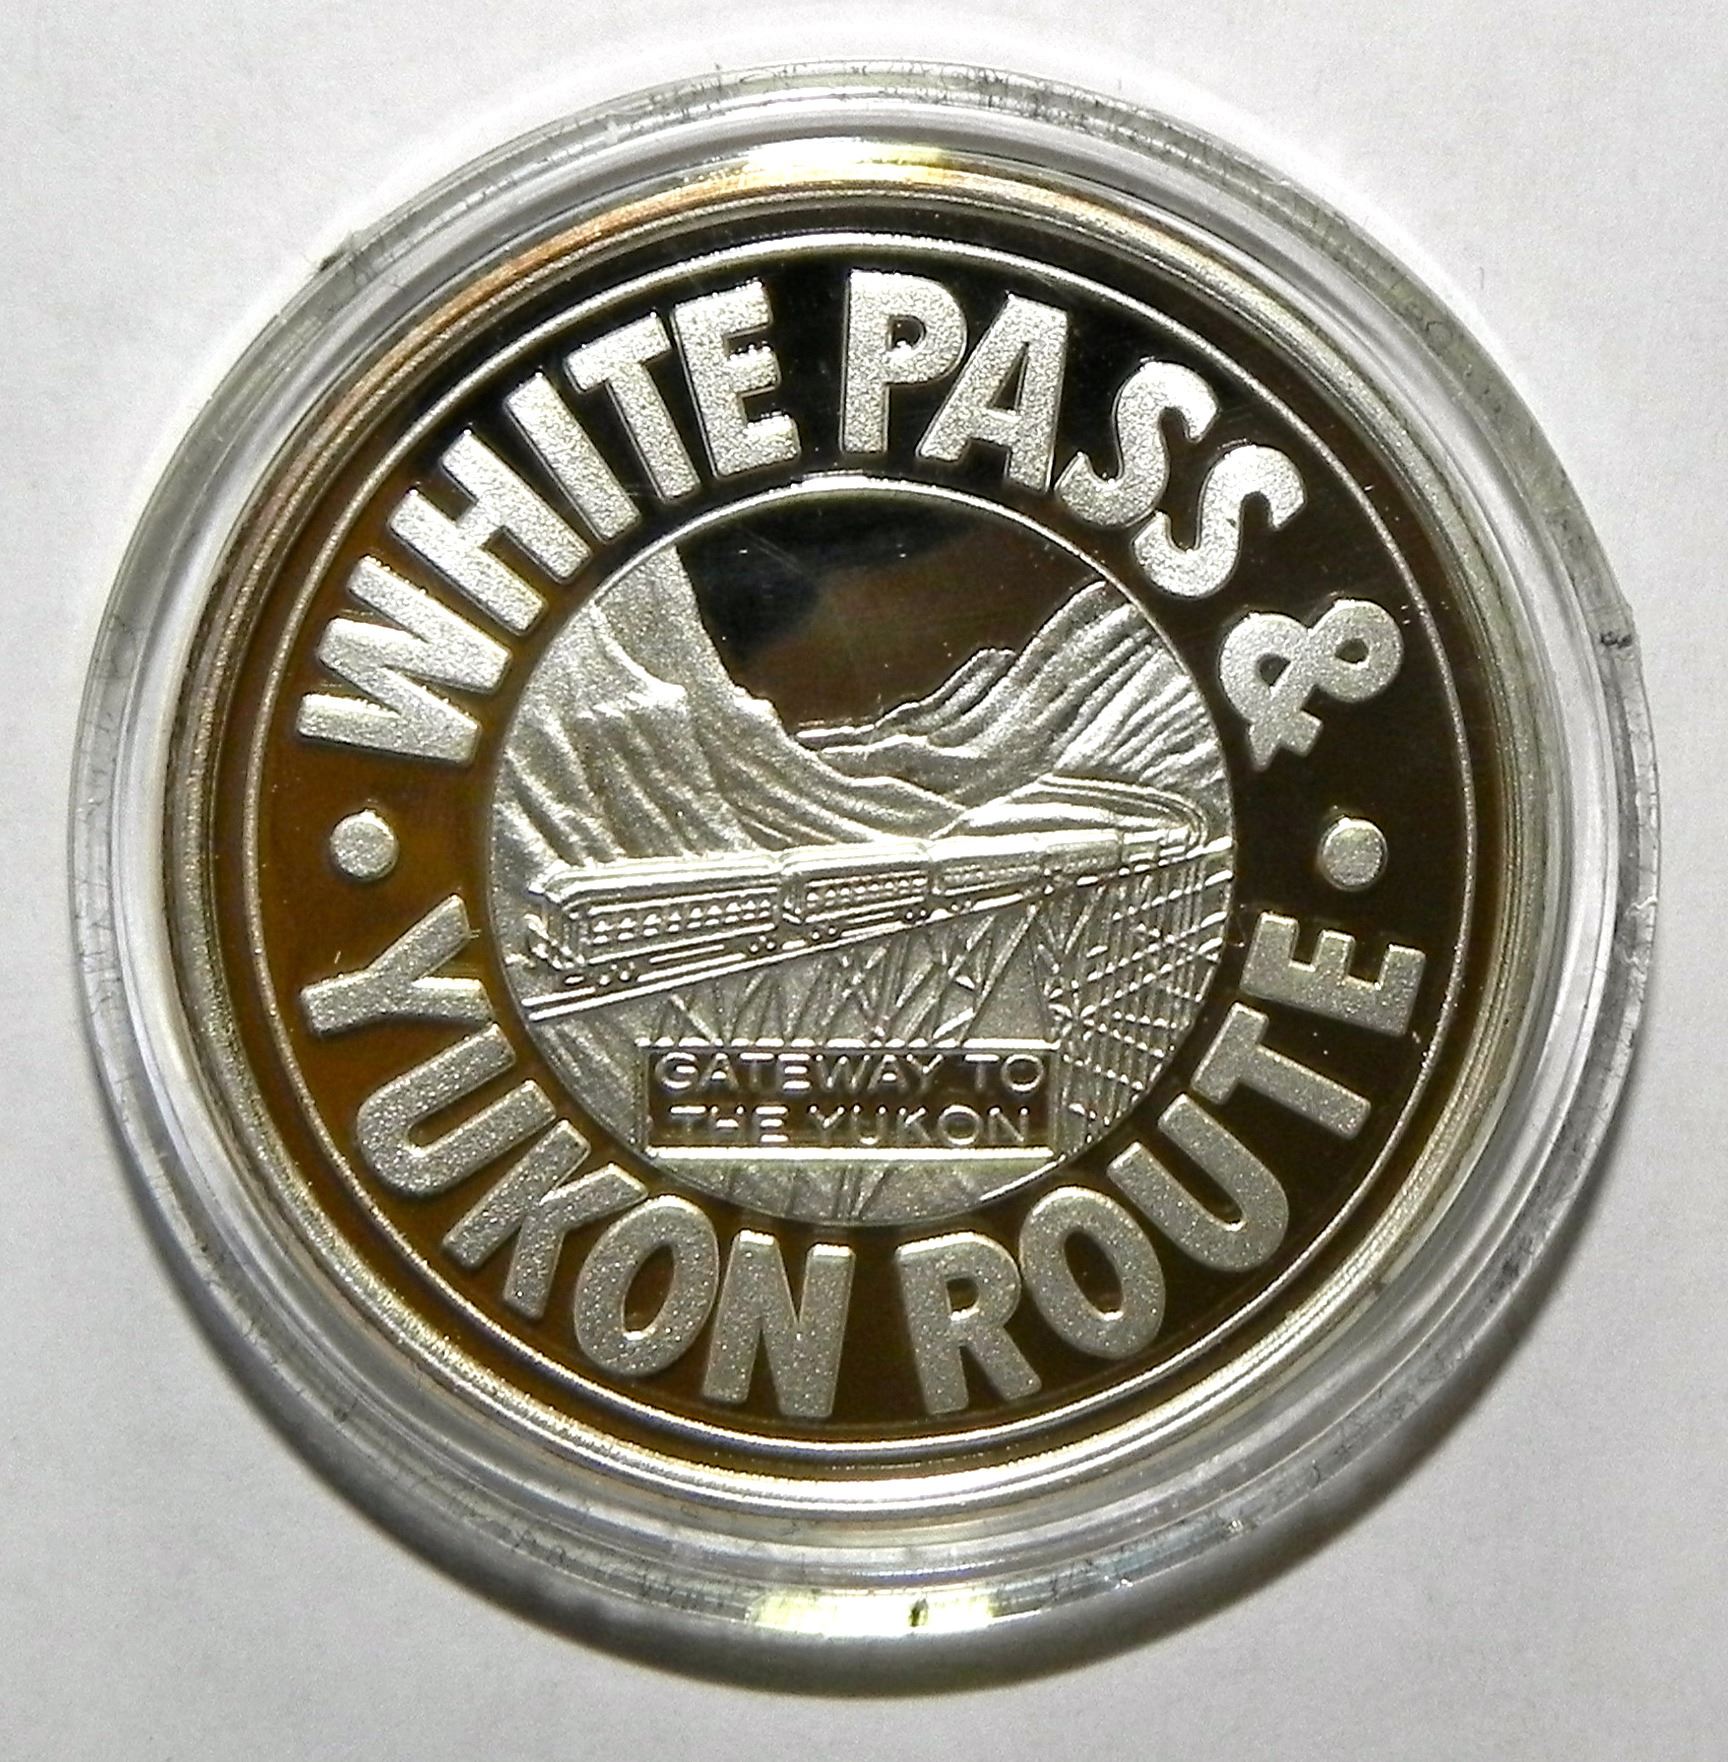 WHITE PASS &
YUKON ROUTE
GATEWAY TO
THE YUKON